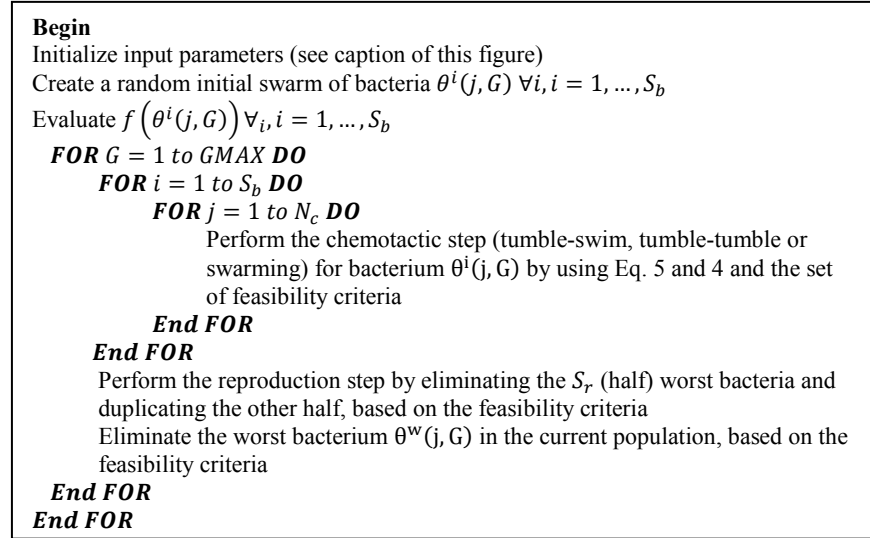 Begin
Initialize input parameters (see caption of this figure)
Create a random initial swarm of bacteria θⁱ(j, G) ∀i, i = 1, … , S_b
Evaluate f (θⁱ(j, G)) ∀ᵢ, i = 1, … , S_b
FOR G = 1 to GMAX DO
FOR i = 1 to S_b DO
FOR j = 1 to N_c DO
Perform the chemotactic step (tumble-swim, tumble-tumble or
swarming) for bacterium θⁱ(j, G) by using Eq. 5 and 4 and the set
of feasibility criteria
End FOR
End FOR
Perform the reproduction step by eliminating the S_r (half) worst bacteria and
duplicating the other half, based on the feasibility criteria
Eliminate the worst bacterium θʷ(j, G) in the current population, based on the
feasibility criteria
End FOR
End FOR